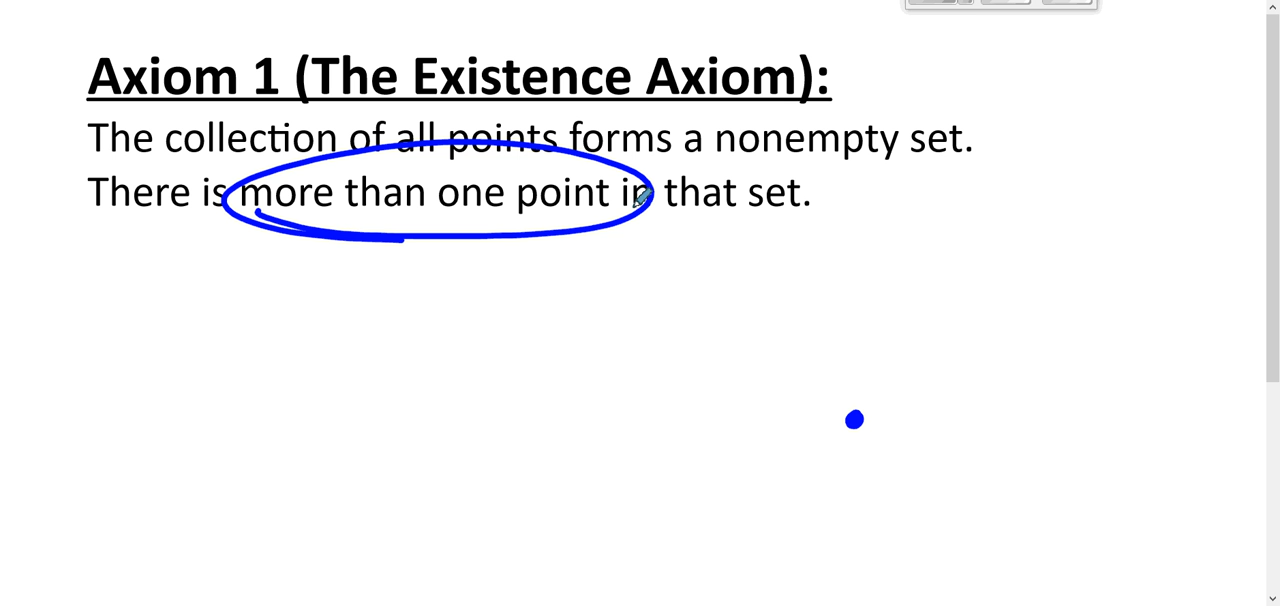 Axiom 1 (The Existence Axiom):
The collection of all points forms a nonempty set.
There is more than one point in that set.